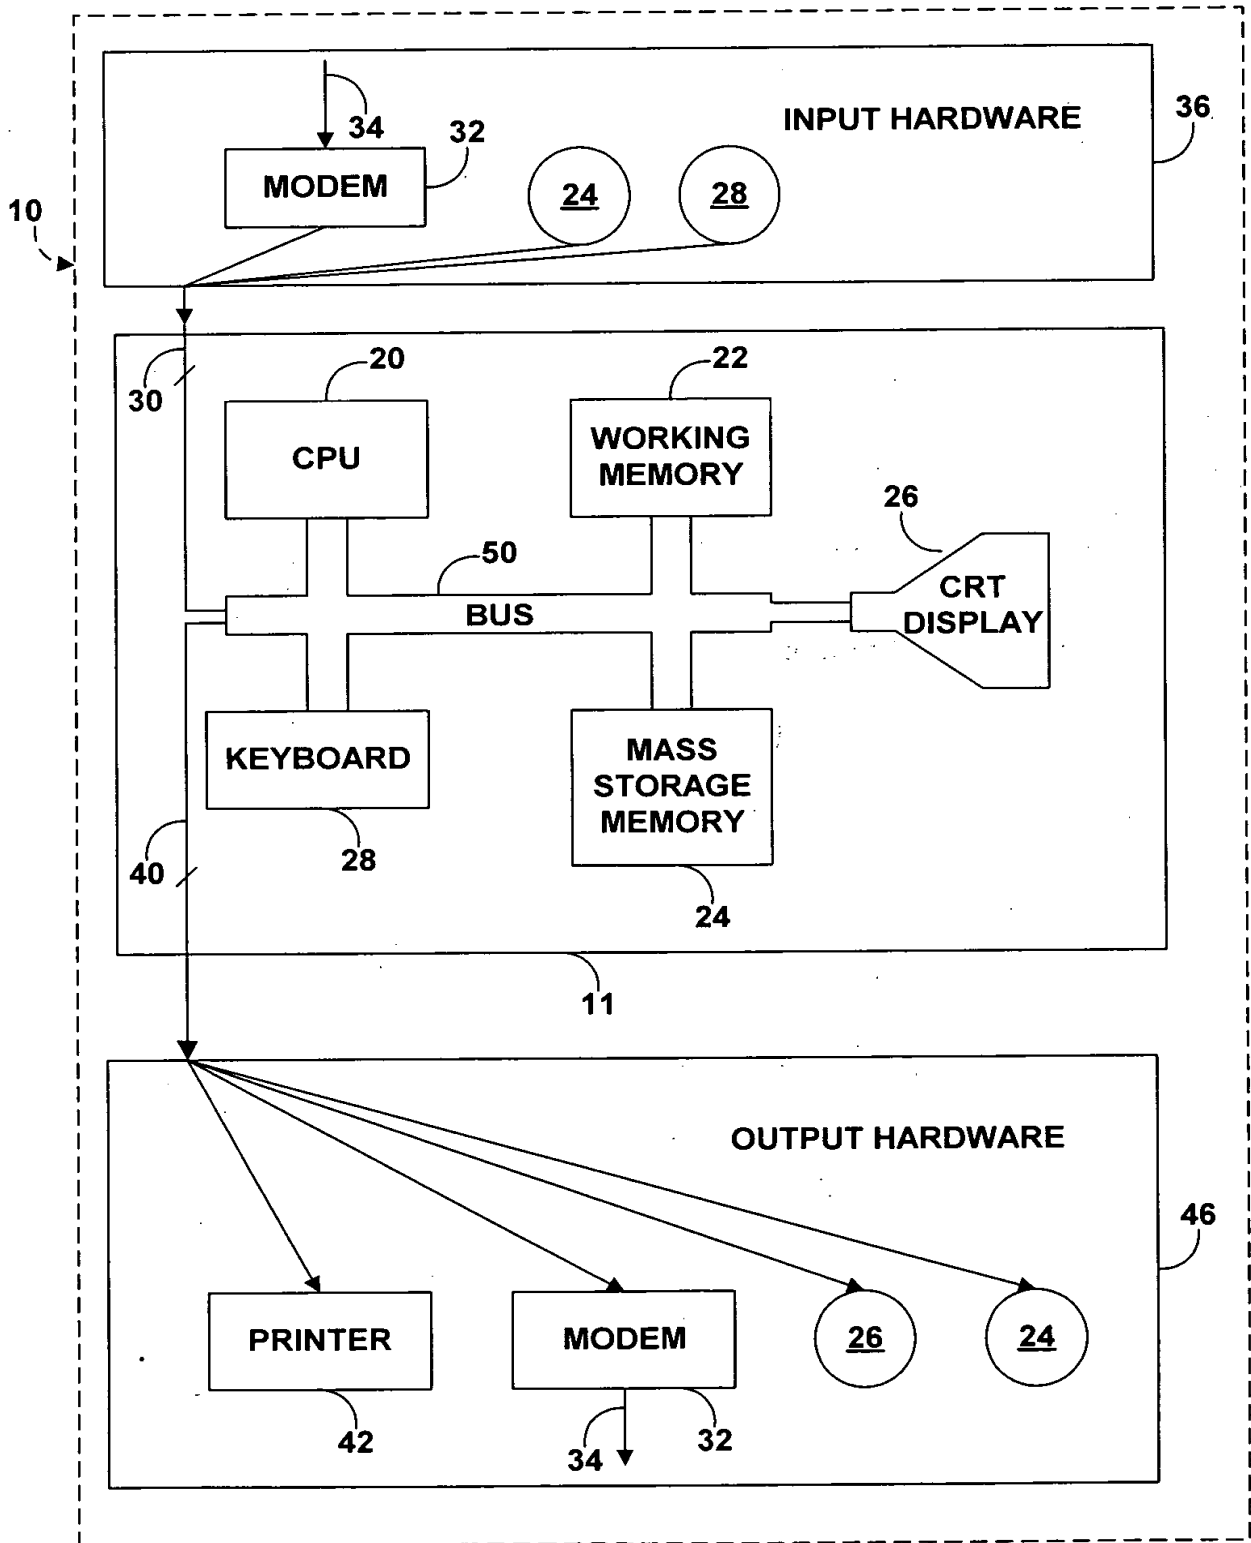 10
34
32
MODEM
24
28
INPUT HARDWARE
36
30
20
CPU
22
WORKING
MEMORY
26
CRT
DISPLAY
50
BUS
KEYBOARD
28
MASS
STORAGE
MEMORY
24
40
11
OUTPUT HARDWARE
46
PRINTER
42
MODEM
34
32
26
24